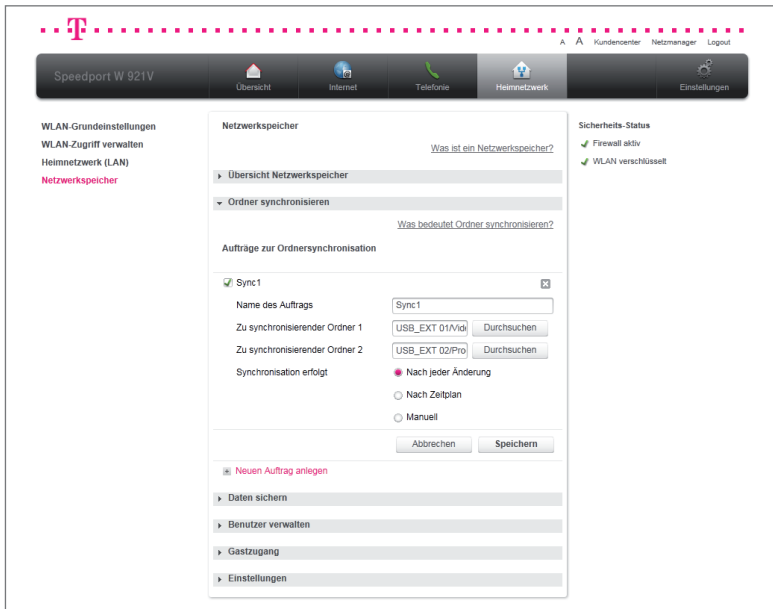 T
A A Kundencenter Netzmanager Logout
Speedport W 921V
Übersicht Internet Telefonie Heimnetzwerk Einstellungen
WLAN-Grundeinstellungen
WLAN-Zugriff verwalten
Heimnetzwerk (LAN)
Netzwerkspeicher
Netzwerkspeicher
Was ist ein Netzwerkspeicher?
Übersicht Netzwerkspeicher
Ordner synchronisieren
Was bedeutet Ordner synchronisieren?
Aufträge zur Ordnersynchronisation
Sync1
Name des Auftrags Sync1
Zu synchronisierender Ordner 1 USB_EXT 01/Vid Durchsuchen
Zu synchronisierender Ordner 2 USB_EXT 02/Pro Durchsuchen
Synchronisation erfolgt Nach jeder Änderung
Nach Zeitplan
Manuell
Abbrechen Speichern
Neuen Auftrag anlegen
Daten sichern
Benutzer verwalten
Gastzugang
Einstellungen
Sicherheits-Status
Firewall aktiv
WLAN verschlüsselt